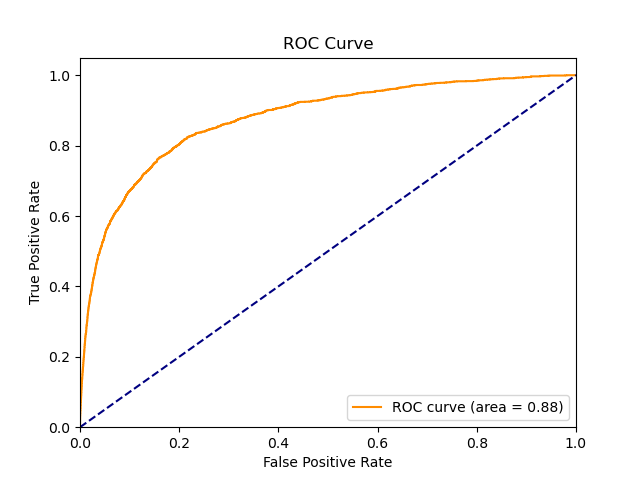 ROC Curve
1.0
0.8
0.6
0.4
0.2
0.0
True Positive Rate
ROC curve (area = 0.88)
0.0 0.2 0.4 0.6 0.8 1.0
False Positive Rate